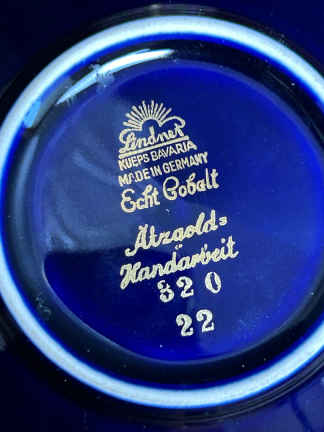 Lindner
KUEPS BAVARIA
MADE IN GERMANY
Echt Cobalt
Ätzgold=
Handarbeit
820
22